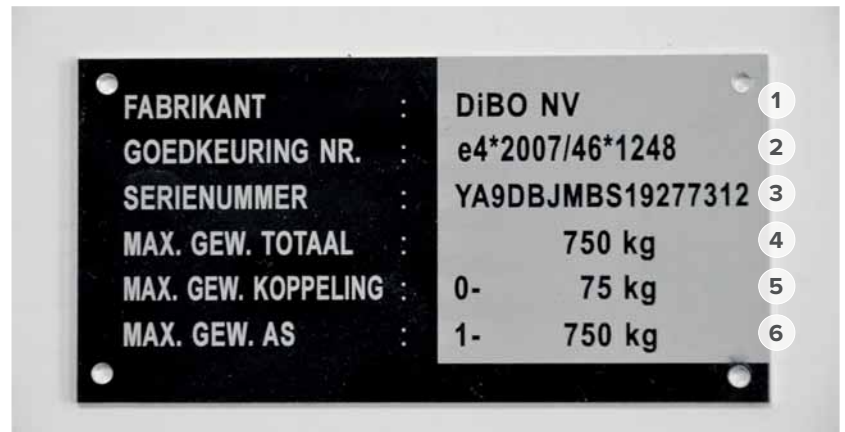 FABRIKANT : DiBO NV 1
GOEDKEURING NR. : e4*2007/46*1248 2
SERIENUMMER : YA9DBJMBS19277312 3
MAX. GEW. TOTAAL : 750 kg 4
MAX. GEW. KOPPELING : 0- 75 kg 5
MAX. GEW. AS : 1- 750 kg 6